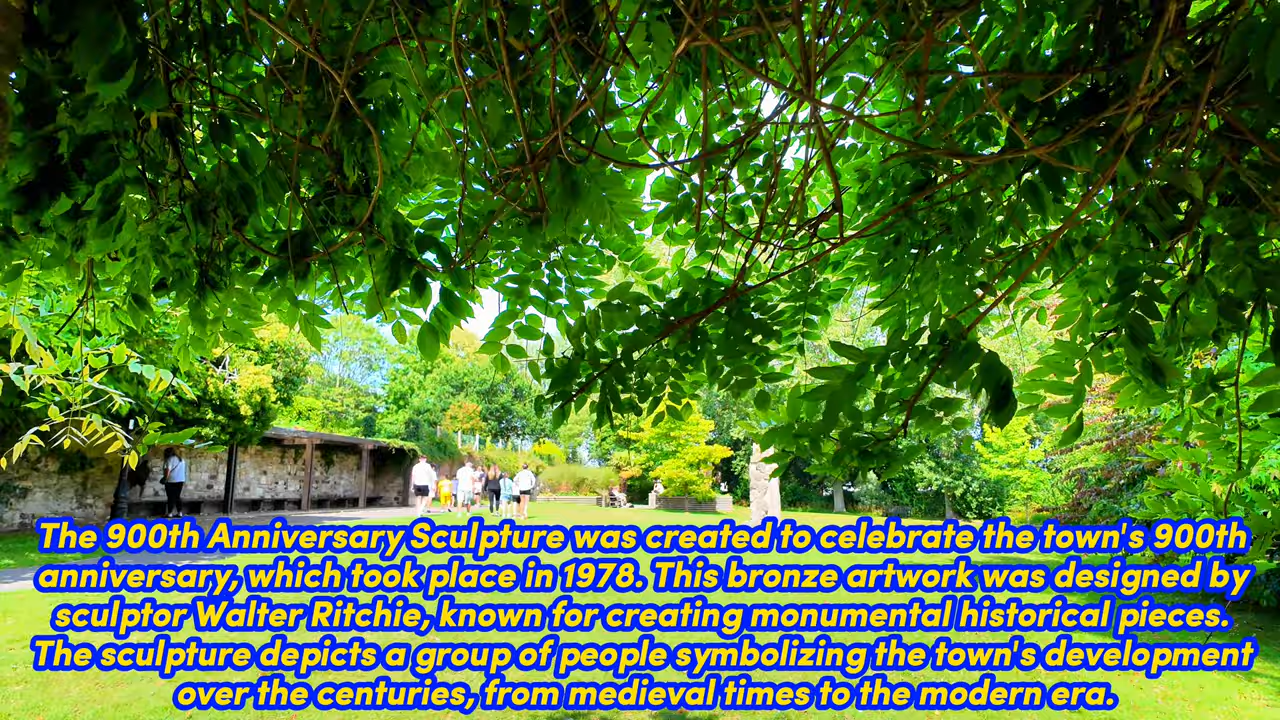 The 900th Anniversary Sculpture was created to celebrate the town's 900th
anniversary, which took place in 1978. This bronze artwork was designed by
sculptor Walter Ritchie, known for creating monumental historical pieces.
The sculpture depicts a group of people symbolizing the town's development
over the centuries, from medieval times to the modern era.